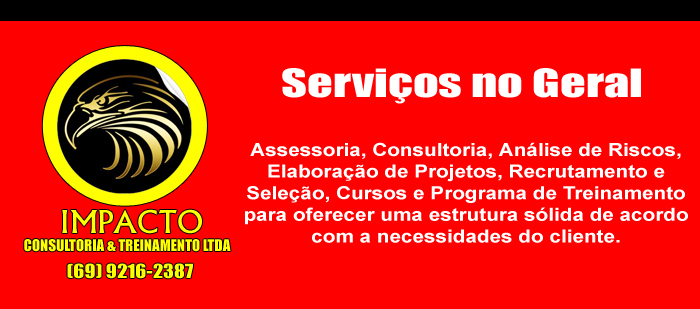 Serviços no Geral
Assessoria, Consultoria, Análise de Riscos,
Elaboração de Projetos, Recrutamento e
Seleção, Cursos e Programa de Treinamento
para oferecer uma estrutura sólida de acordo
com a necessidades do cliente.
IMPACTO
CONSULTORIA & TREINAMENTO LTDA
(69) 9216-2387